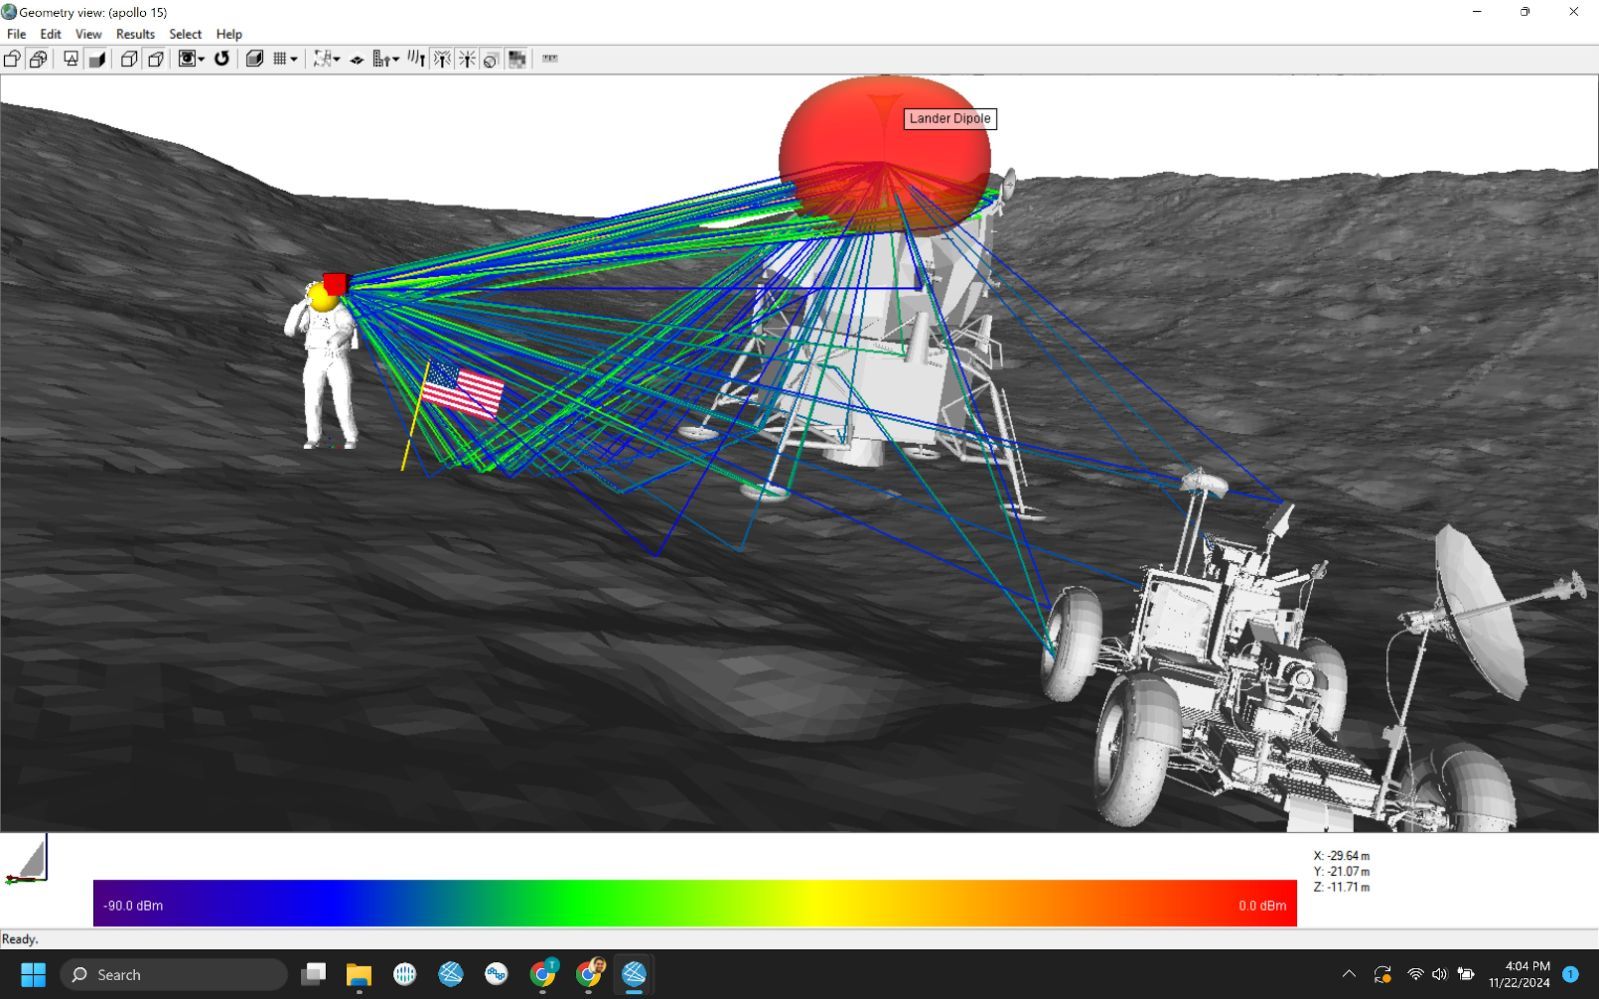 Geometry view: (apollo 15)
File Edit View Results Select Help
Lander Dipole
X: -29.64 m
Y: -21.07 m
Z: -11.71 m
-90.0 dBm
0.0 dBm
Ready.
Search
T
4:04 PM
11/22/2024
1